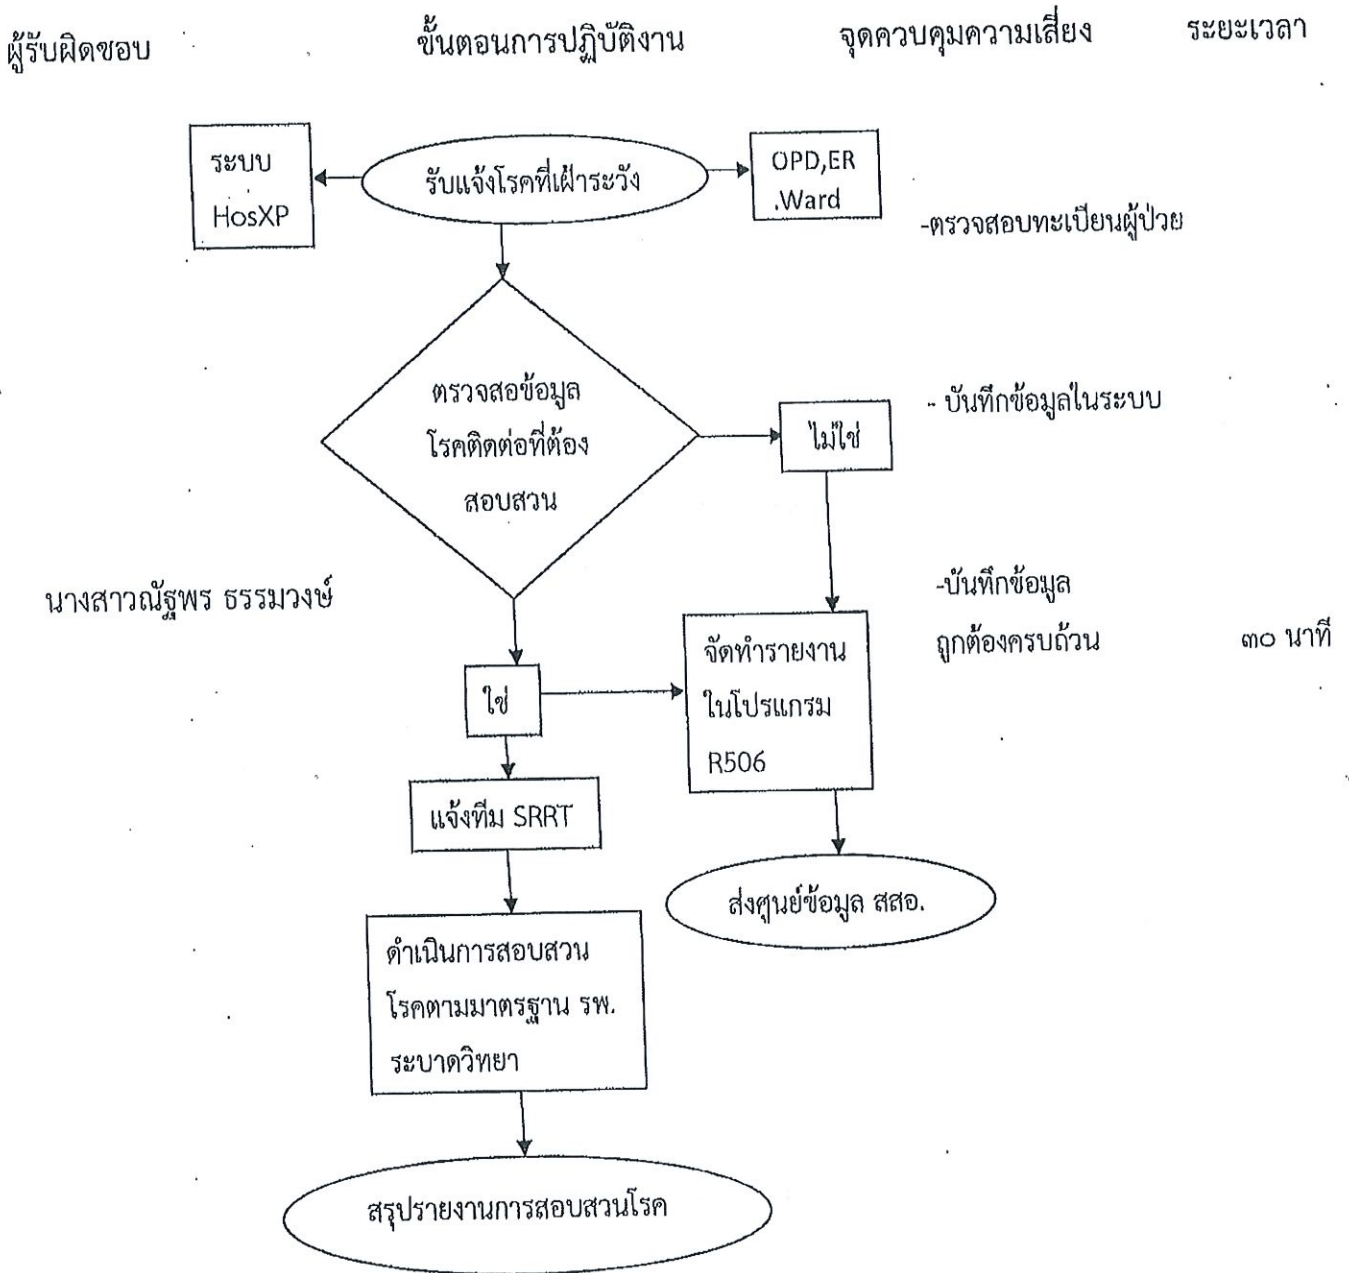 ผู้รับผิดชอบ ขั้นตอนการปฏิบัติงาน จุดควบคุมความเสี่ยง ระยะเวลา
ระบบ
HosXP
รับแจ้งโรคที่เฝ้าระวัง
OPD,ER
.Ward
-ตรวจสอบทะเบียนผู้ป่วย
ตรวจสอข้อมูล
โรคติดต่อที่ต้อง
สอบสวน
ไม่ใช่
- บันทึกข้อมูลในระบบ
นางสาวณัฐพร ธรรมวงษ์
-บันทึกข้อมูล
ถูกต้องครบถ้วน
๓๐ นาที
ใช่
จัดทำรายงาน
ในโปรแกรม
R506
แจ้งทีม SRRT
ส่งศูนย์ข้อมูล สสอ.
ดำเนินการสอบสวน
โรคตามมาตรฐาน รพ.
ระบาดวิทยา
สรุปรายงานการสอบสวนโรค